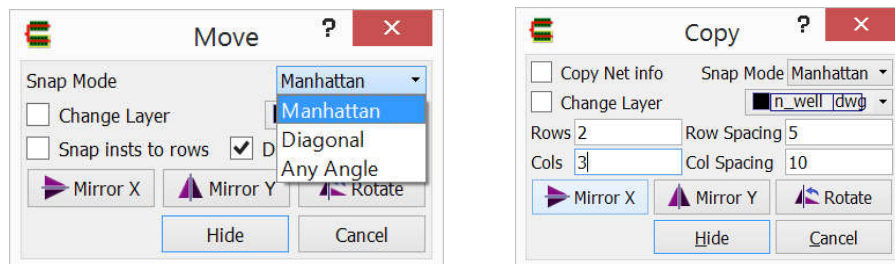 Move ?
Snap Mode Manhattan
Manhattan
Change Layer
Diagonal
Snap insts to rows D
Any Angle
Mirror X Mirror Y Rotate
Hide Cancel
Copy ?
Copy Net info Snap Mode Manhattan
Change Layer n_well dwg
Rows 2 Row Spacing 5
Cols 3 Col Spacing 10
Mirror X Mirror Y Rotate
Hide Cancel